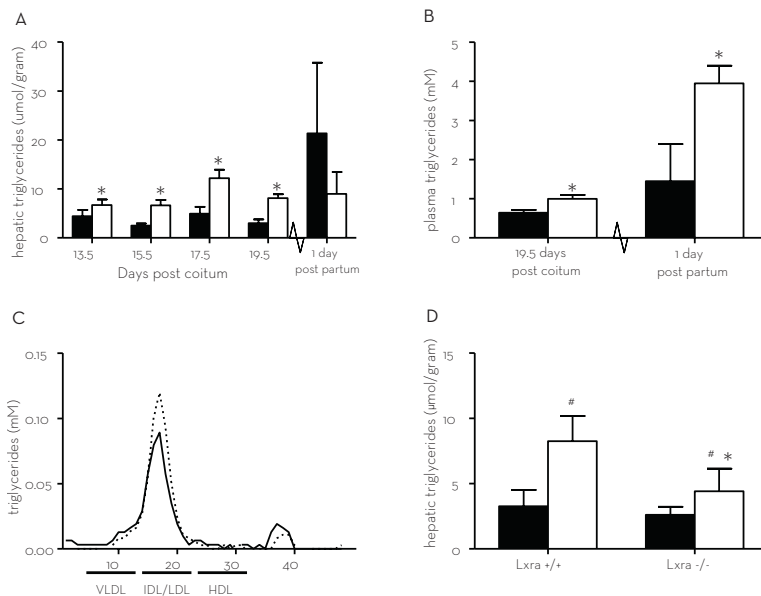 A
hepatic triglycerides (umol/gram)
40
30
20
10
0
* * * *
13.5 15.5 17.5 19.5 1 day
post partum
Days post coitum
B
plasma triglycerides (mM)
5
4
3
2
1
0
* *
19.5 days
post coitum
1 day
post partum
C
triglycerides (mM)
0.15
0.10
0.05
0.00
10 20 30 40
VLDL IDL/LDL HDL
D
hepatic triglycerides (µmol/gram)
15
10
5
0
#
# *
Lxra +/+ Lxra -/-